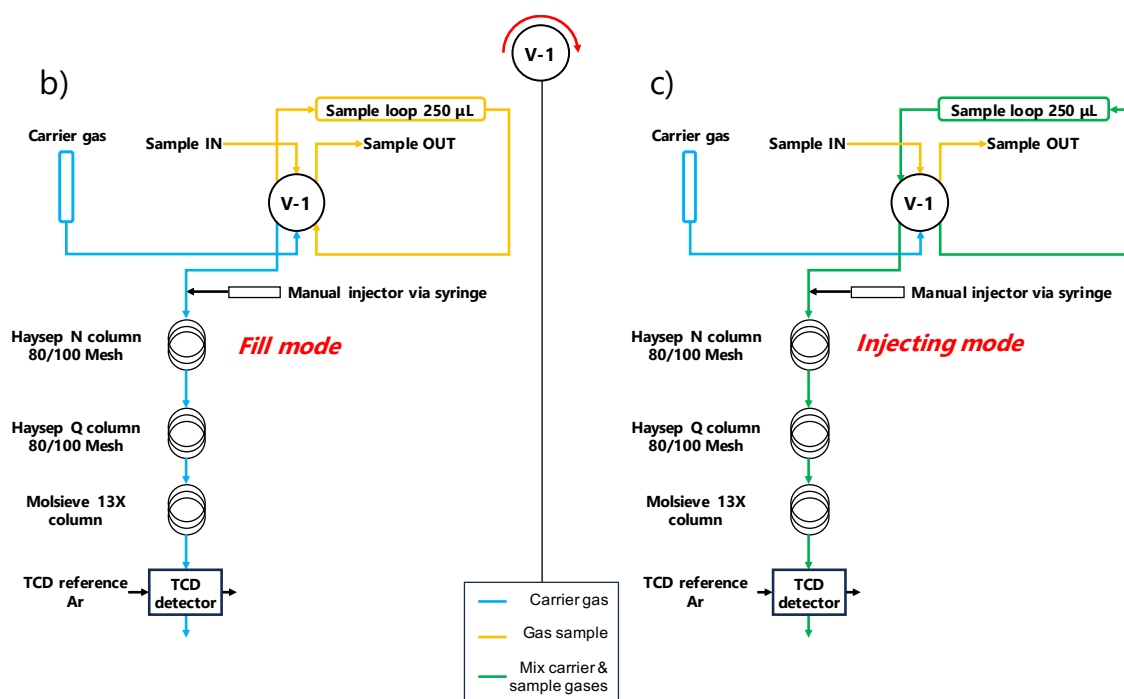 V-1
b)
Sample loop 250 µL
Carrier gas
Sample IN
Sample OUT
V-1
Manual injector via syringe
Haysep N column
80/100 Mesh
Fill mode
Haysep Q column
80/100 Mesh
Molsieve 13X
column
TCD reference
Ar
TCD
detector
c)
Sample loop 250 µL
Carrier gas
Sample IN
Sample OUT
V-1
Manual injector via syringe
Haysep N column
80/100 Mesh
Injecting mode
Haysep Q column
80/100 Mesh
Molsieve 13X
column
TCD reference
Ar
TCD
detector
Carrier gas
Gas sample
Mix carrier &
sample gases